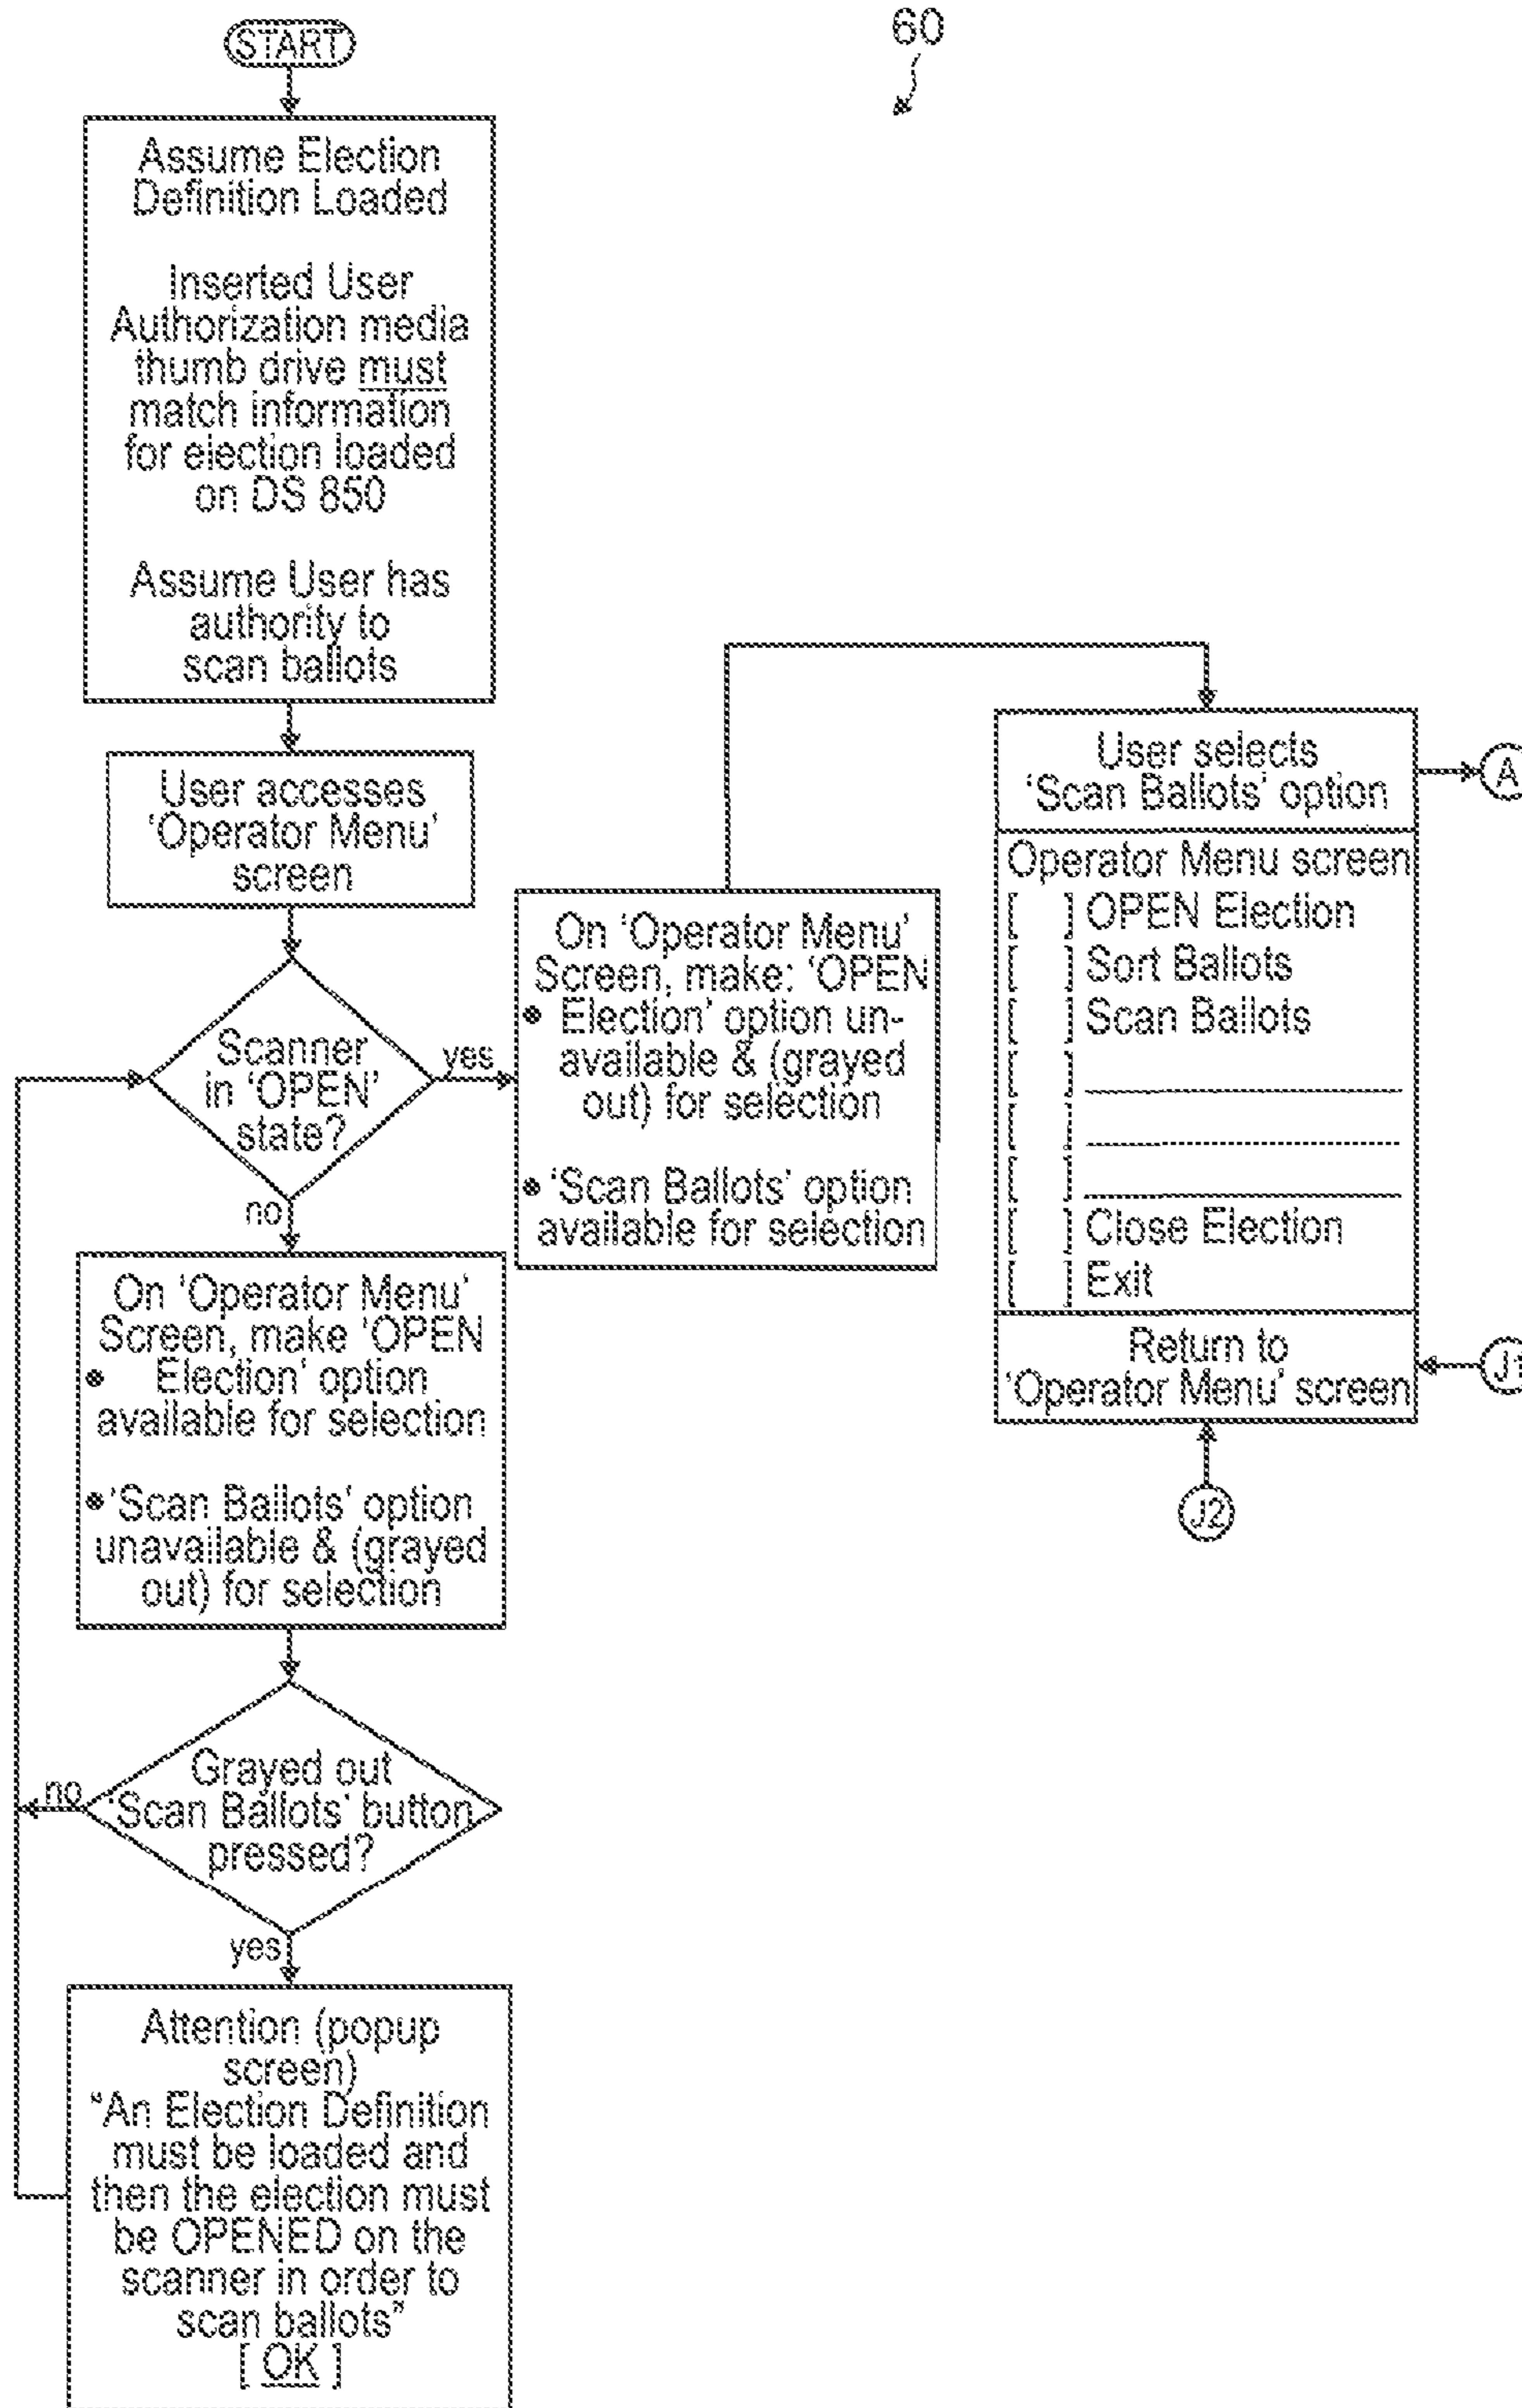 START
60
Assume Election
Definition Loaded
Inserted User
Authorization media
thumb drive must
match information
for election loaded
on DS 850
Assume User has
authority to
scan ballots
User accesses
'Operator Menu'
screen
Scanner
in 'OPEN'
state?
yes
no
On 'Operator Menu'
Screen, make: 'OPEN
• Election' option un-
available & (grayed
out) for selection
• 'Scan Ballots' option
available for selection
User selects
'Scan Ballots' option
A
Operator Menu screen
[ ] OPEN Election
[ ] Sort Ballots
[ ] Scan Ballots
[ ]
[ ]
[ ]
[ ] Close Election
[ ] Exit
Return to
'Operator Menu' screen
J1
J2
On 'Operator Menu'
Screen, make 'OPEN
• Election' option
available for selection
• 'Scan Ballots' option
unavailable & (grayed
out) for selection
Grayed out
'Scan Ballots' button
pressed?
no
yes
Attention (popup
screen)
"An Election Definition
must be loaded and
then the election must
be OPENED on the
scanner in order to
scan ballots"
[ OK ]